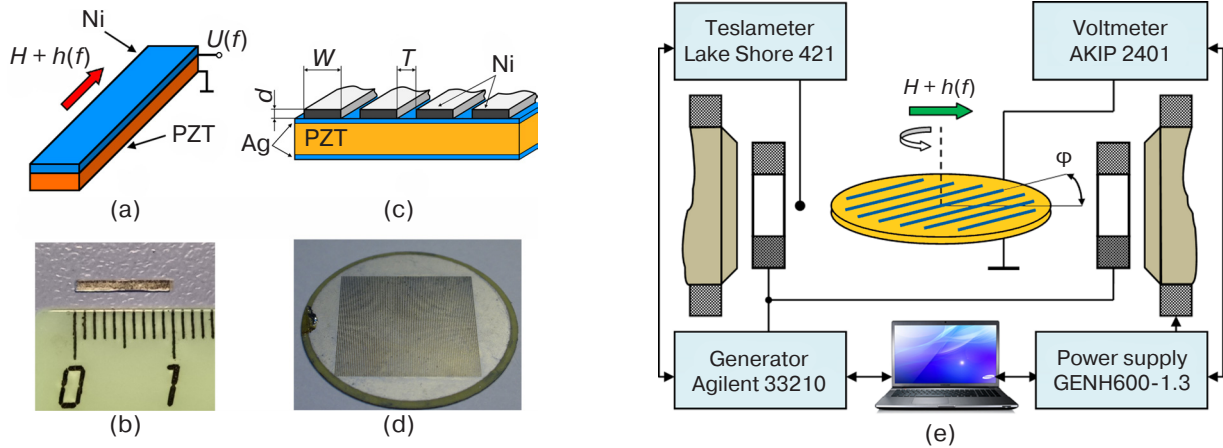 Ni
H + h(f)
U(f)
PZT
(a)
W
T
Ni
d
Ag
PZT
(c)
0
1
(b)
(d)
Teslameter
Lake Shore 421
Voltmeter
AKIP 2401
H + h(f)
φ
Generator
Agilent 33210
Power supply
GENH600-1.3
(e)